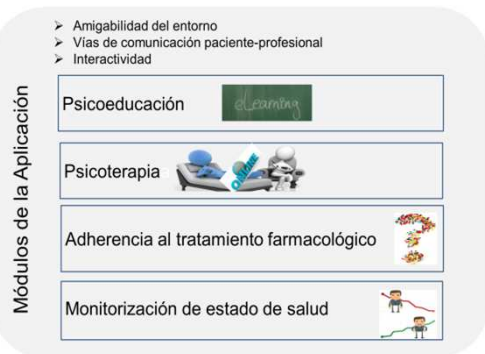 Amigabilidad del entorno
Vías de comunicación paciente-profesional
Interactividad
Módulos de la Aplicación
Psicoeducación
eLearning
Psicoterapia
ONLINE
Adherencia al tratamiento farmacológico
Monitorización de estado de salud